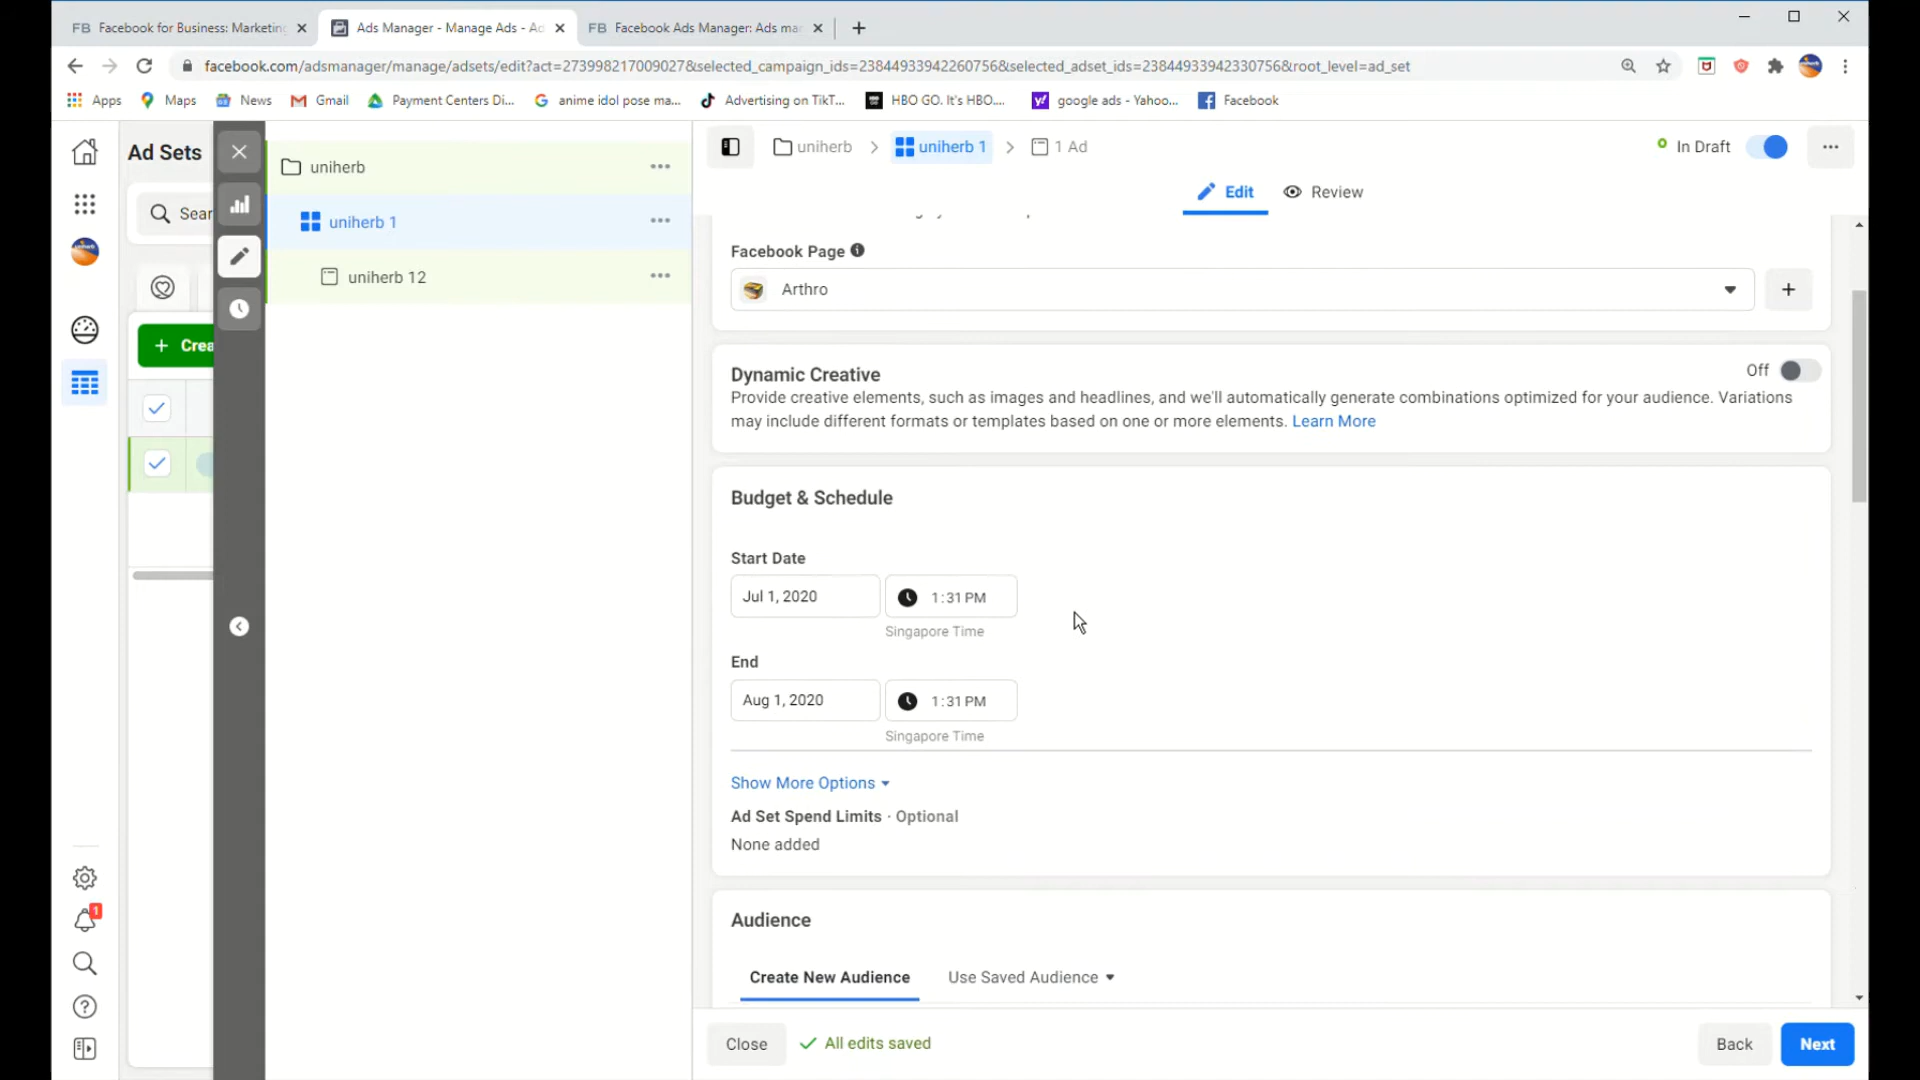 FB Facebook for Business: Marketing
Ads Manager - Manage Ads - Ad
FB Facebook Ads Manager: Ads ma
facebook.com/adsmanager/manage/adsets/edit?act=273998217009027&selected_campaign_ids=23844933942260756&selected_adset_ids=23844933942330756&root_level=ad_set
Apps
Maps
News
Gmail
Payment Centers Di...
anime idol pose ma...
Advertising on TikT...
HBO GO. It's HBO....
google ads - Yahoo...
Facebook
Ad Sets
Sear
+ Crea
uniherb
uniherb 1
uniherb 12
uniherb > uniherb 1 > 1 Ad
In Draft
Edit
Review
Facebook Page
Arthro
Dynamic Creative
Off
Provide creative elements, such as images and headlines, and we'll automatically generate combinations optimized for your audience. Variations
may include different formats or templates based on one or more elements. Learn More
Budget & Schedule
Start Date
Jul 1, 2020
1:31 PM
Singapore Time
End
Aug 1, 2020
1:31 PM
Singapore Time
Show More Options
Ad Set Spend Limits · Optional
None added
Audience
Create New Audience
Use Saved Audience
1
Close
All edits saved
Back
Next